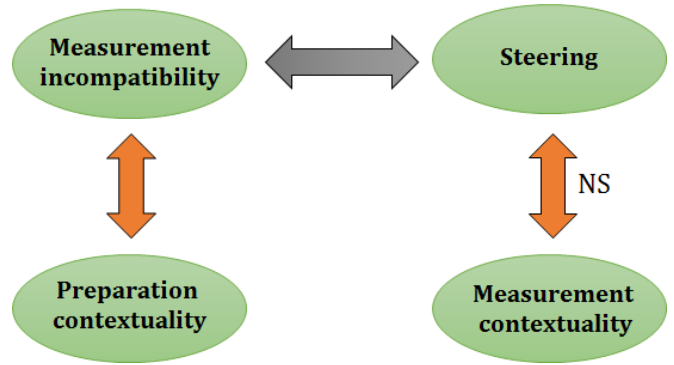 Measurement
incompatibility
Steering
NS
Preparation
contextuality
Measurement
contextuality